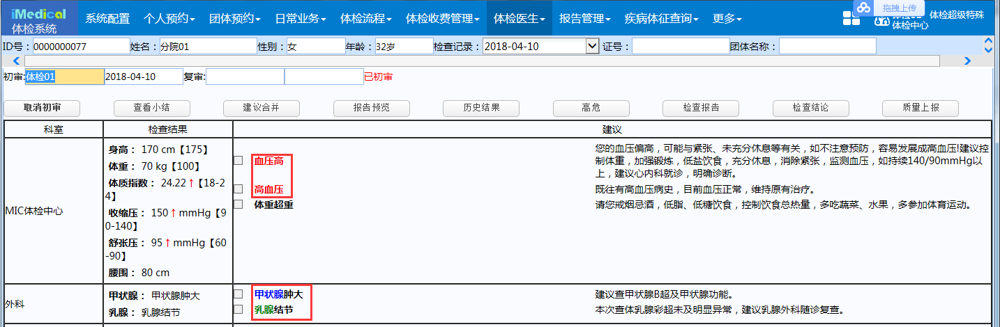 iMedical
体检系统
系统配置 个人预约 团体预约 日常业务 体检流程 体检收费管理 体检医生 报告管理 疾病体征查询 更多
拖拽上传
体检超级特殊
体检中心
ID号：0000000077 姓名：分院01 性别：女 年龄：32岁 检查记录：2018-04-10 证号： 团体名称：
初审:体检01 2018-04-10 复审: 已初审
取消初审 查看小结 建议合并 报告预览 历史结果 高危 检查报告 检查结论 质量上报
科室 检查结果 建议
MIC体检中心
身高： 170 cm【175】
体重： 70 kg【100】
体质指数： 24.22↑【18-2
4】
收缩压： 150↑mmHg【9
0-140】
舒张压： 95↑mmHg【60
-90】
腰围： 80 cm
血压高
您的血压偏高，可能与紧张、未充分休息等有关，如不注意预防，容易发展成高血压!建议控
制体重，加强锻炼，低盐饮食，充分休息，消除紧张，监测血压，如持续140/90mmHg以
上，建议心内科就诊，明确诊断。
高血压 既往有高血压病史，目前血压正常，维持原有治疗。
体重超重 请您戒烟忌酒，低脂、低糖饮食，控制饮食总热量，多吃蔬菜、水果，多参加体育运动。
外科
甲状腺： 甲状腺肿大
乳腺： 乳腺结节
甲状腺肿大 建议查甲状腺B超及甲状腺功能。
乳腺结节 本次查体乳腺彩超未及明显异常，建议乳腺外科随诊复查。